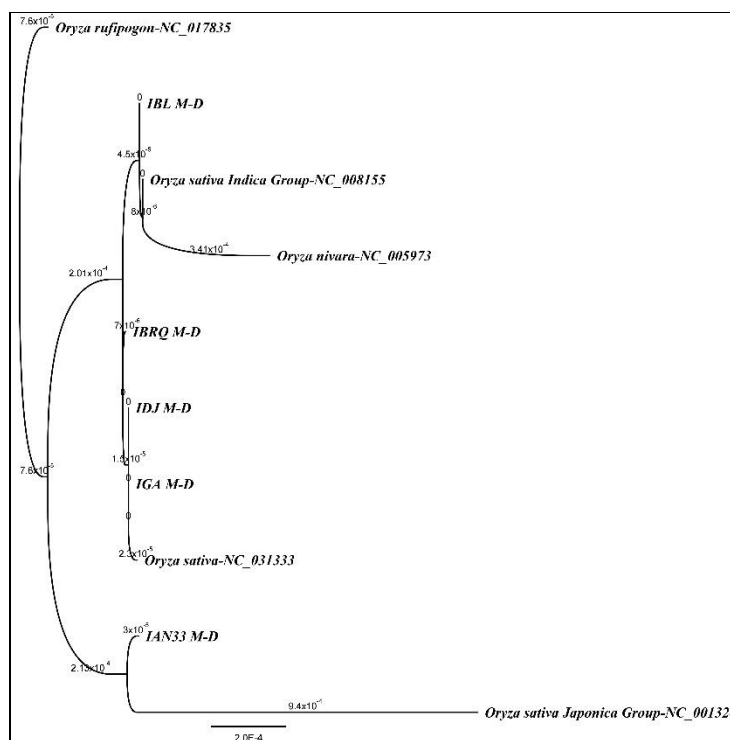 7.6x10⁻⁵
Oryza rufipogon-NC_017835
0
IBL M-D
4.5x10⁻⁵
0
Oryza sativa Indica Group-NC_008155
8x10⁻⁶
3.41x10⁻⁴
Oryza nivara-NC_005973
2.01x10⁻⁴
7x10⁻⁶
IBRQ M-D
0
0
IDJ M-D
1.5x10⁻⁵
0
IGA M-D
7.6x10⁻⁵
0
2.3x10⁻⁵
Oryza sativa-NC_031333
3x10⁻⁵
IAN33 M-D
2.13x10⁻⁴
9.4x10⁻⁴
Oryza sativa Japonica Group-NC_00132
2.0E-4